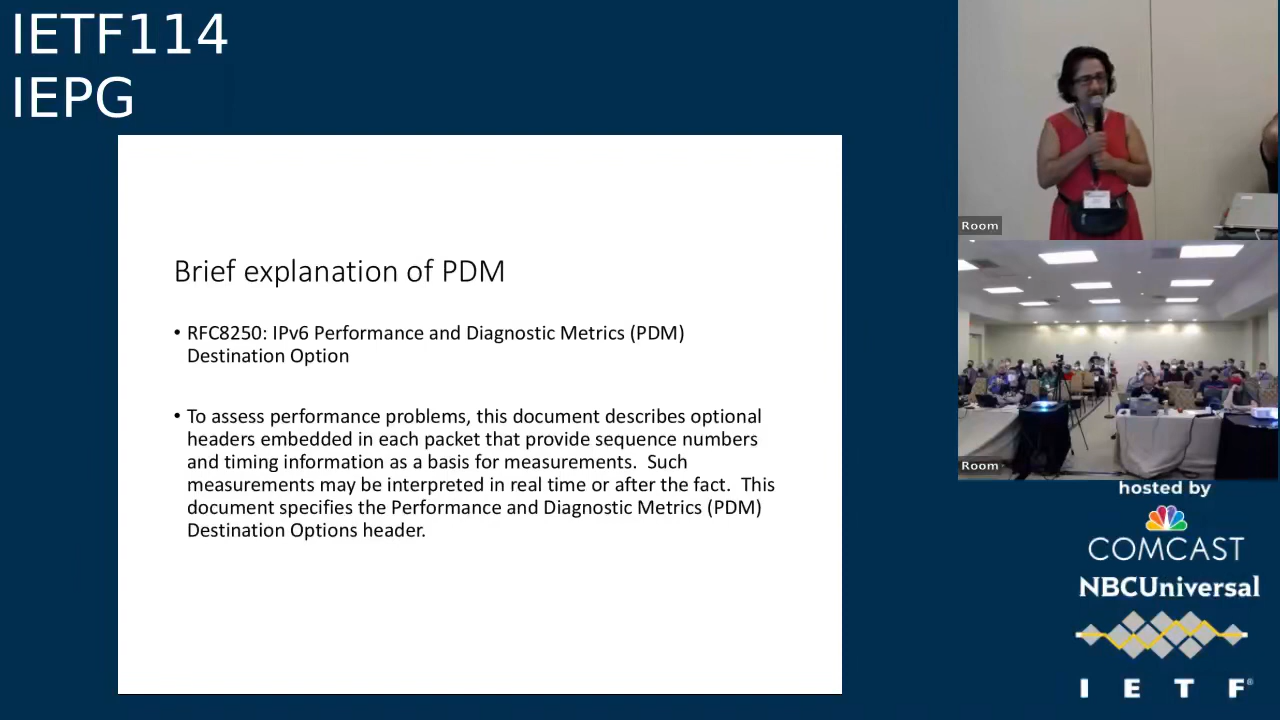 IETF114
IEPG
Brief explanation of PDM
• RFC8250: IPv6 Performance and Diagnostic Metrics (PDM)
Destination Option
• To assess performance problems, this document describes optional
headers embedded in each packet that provide sequence numbers
and timing information as a basis for measurements.  Such
measurements may be interpreted in real time or after the fact.  This
document specifies the Performance and Diagnostic Metrics (PDM)
Destination Options header.
Room
Room
hosted by
COMCAST
NBCUniversal
I E T F®